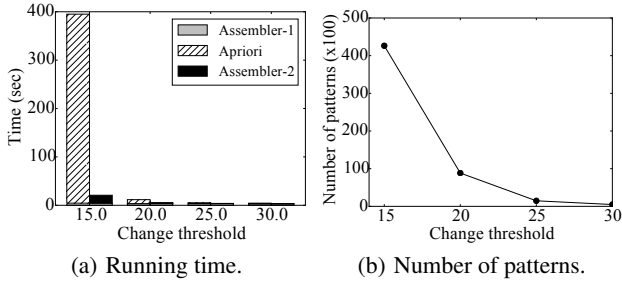 400
300
200
100
0
Time (sec)
Assembler-1
Apriori
Assembler-2
15.0 20.0 25.0 30.0
Change threshold
(a) Running time.
500
400
300
200
100
0
Number of patterns (x100)
15 20 25 30
Change threshold
(b) Number of patterns.